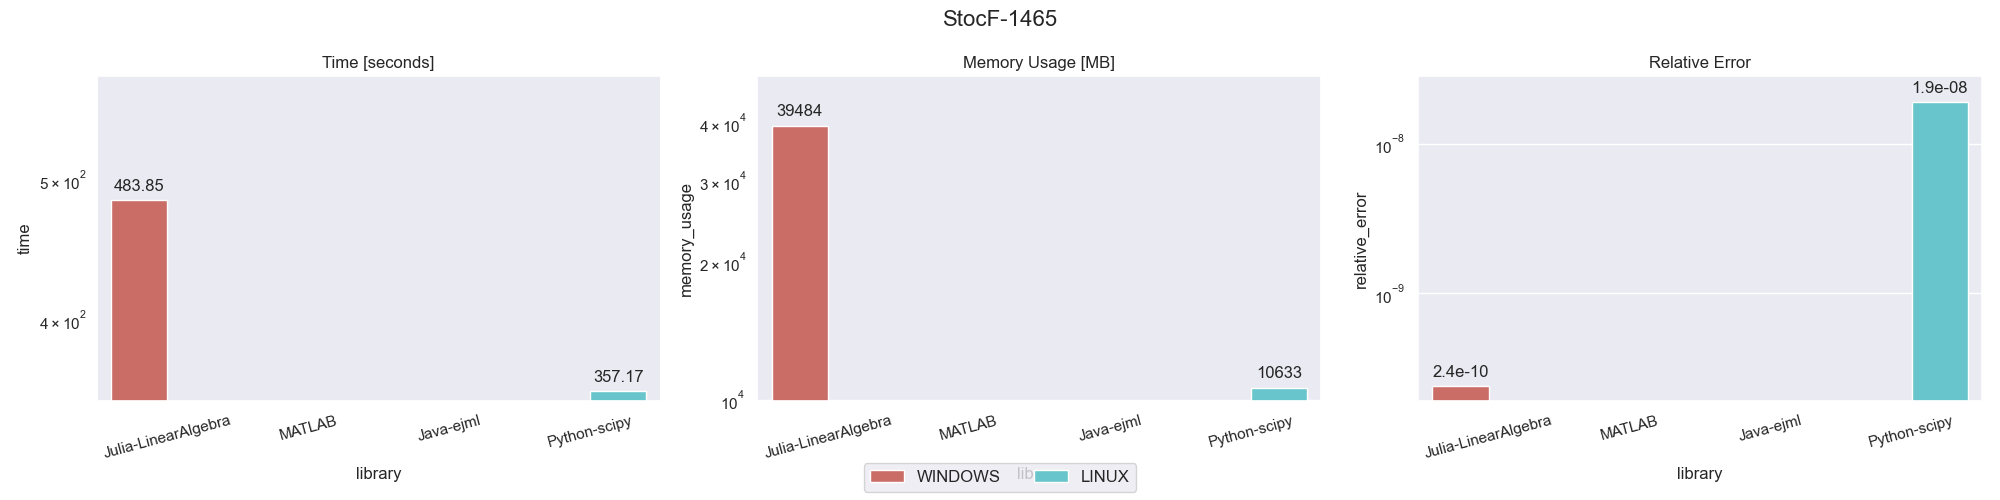 StocF-1465
Time [seconds]
time
5 × 10²
4 × 10²
483.85
357.17
Julia-LinearAlgebra
MATLAB
Java-ejml
Python-scipy
library
Memory Usage [MB]
memory_usage
4 × 10⁴
3 × 10⁴
2 × 10⁴
10⁴
39484
10633
Julia-LinearAlgebra
MATLAB
Java-ejml
Python-scipy
lib
Relative Error
relative_error
10⁻⁸
10⁻⁹
2.4e-10
1.9e-08
Julia-LinearAlgebra
MATLAB
Java-ejml
Python-scipy
library
WINDOWS
LINUX